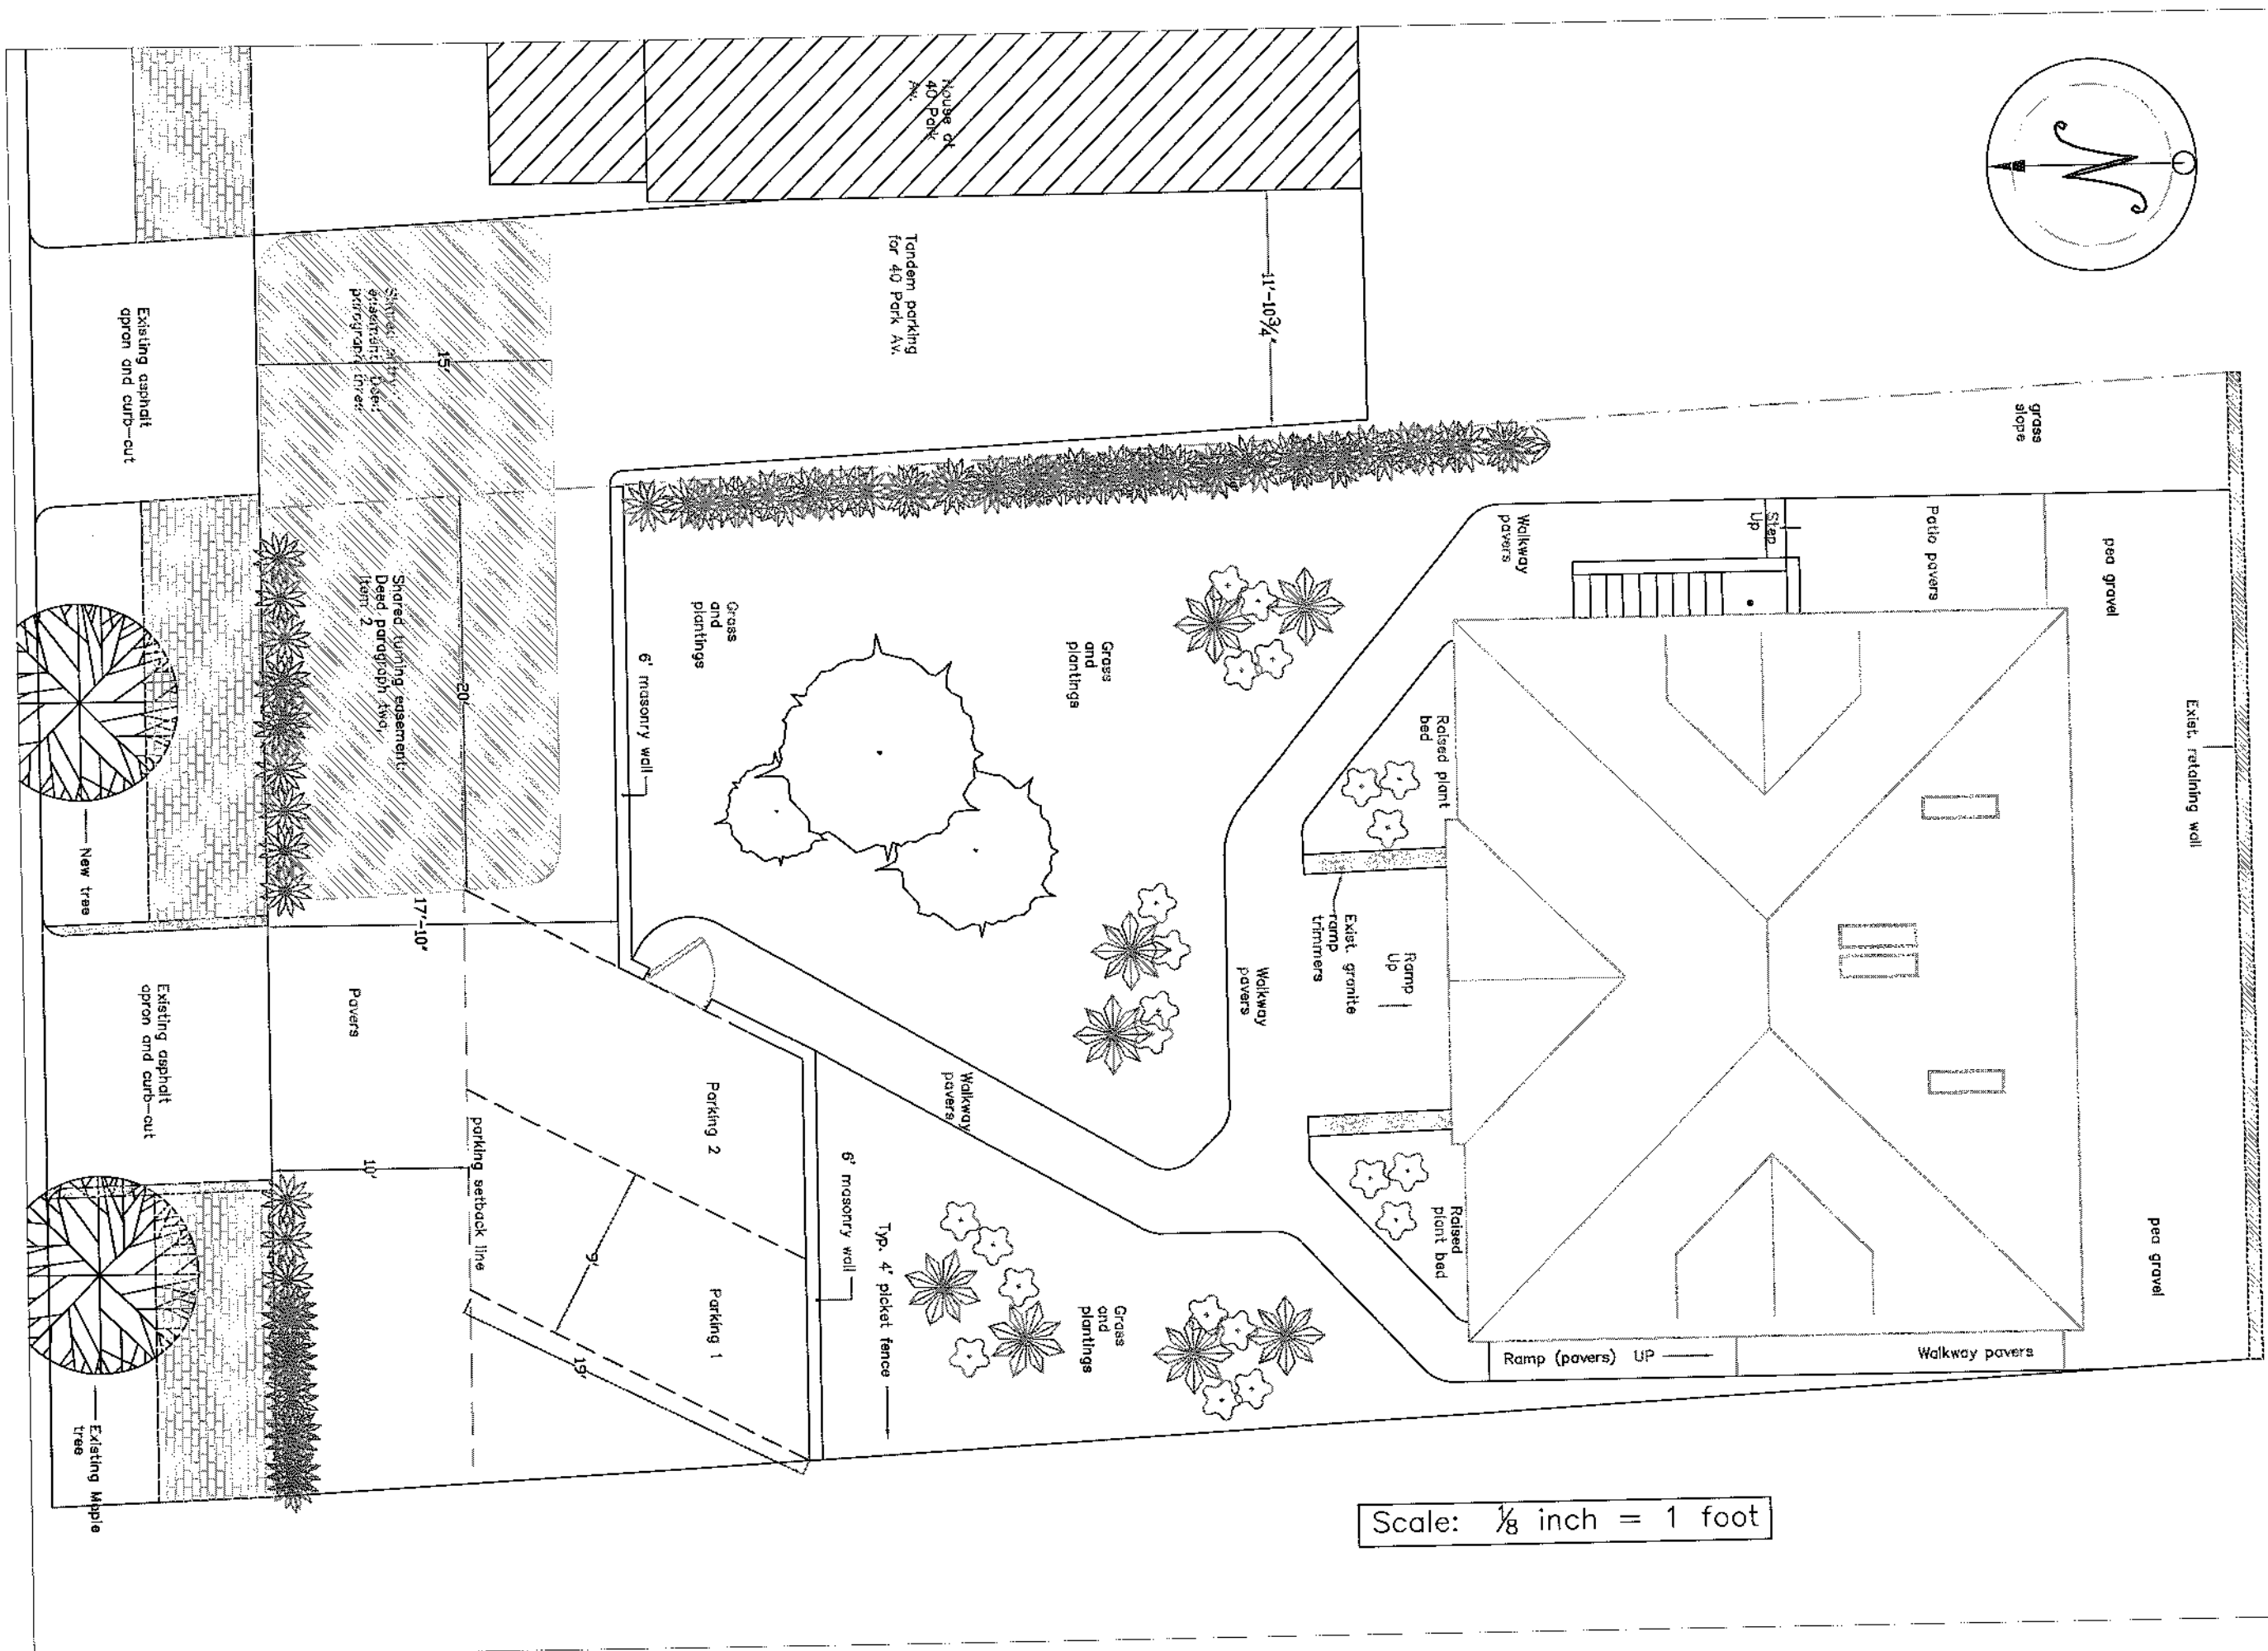 House at
40 Park
Av.
Tandem parking
for 40 Park Av.
11'-10¾"
grass
slope
Existing asphalt
apron and curb-cut
Shared entry
easement: Deed
paragraph three
15'
Walkway
pavers
Step
Up
Patio pavers
pea gravel
Exist. retaining wall
Shared turning easement:
Deed paragraph two,
item 2
20'
Grass
and
plantings
6' masonry wall
Grass
and
plantings
Raised plant
bed
New tree
17'-10"
Exist. granite
ramp
trimmers
Ramp
Up
Walkway
pavers
Existing asphalt
apron and curb-cut
Pavers
Walkway
pavers
Parking 2
parking setback line
10'
6' masonry wall
Typ. 4' picket fence
Raised
plant bed
pea gravel
9'
Parking 1
19'
Grass
and
plantings
Ramp (pavers) UP
Walkway pavers
Existing Maple
tree
N
Scale: ⅛ inch = 1 foot